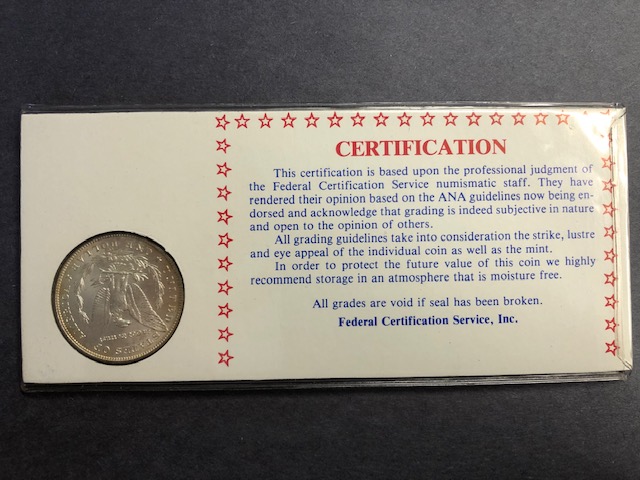 CERTIFICATION
This certification is based upon the professional judgment of
the Federal Certification Service numismatic staff. They have
rendered their opinion based on the ANA guidelines now being en-
dorsed and acknowledge that grading is indeed subjective in nature
and open to the opinion of others.
All grading guidelines take into consideration the strike, lustre
and eye appeal of the individual coin as well as the mint.
In order to protect the future value of this coin we highly
recommend storage in an atmosphere that is moisture free.
All grades are void if seal has been broken.
Federal Certification Service, Inc.